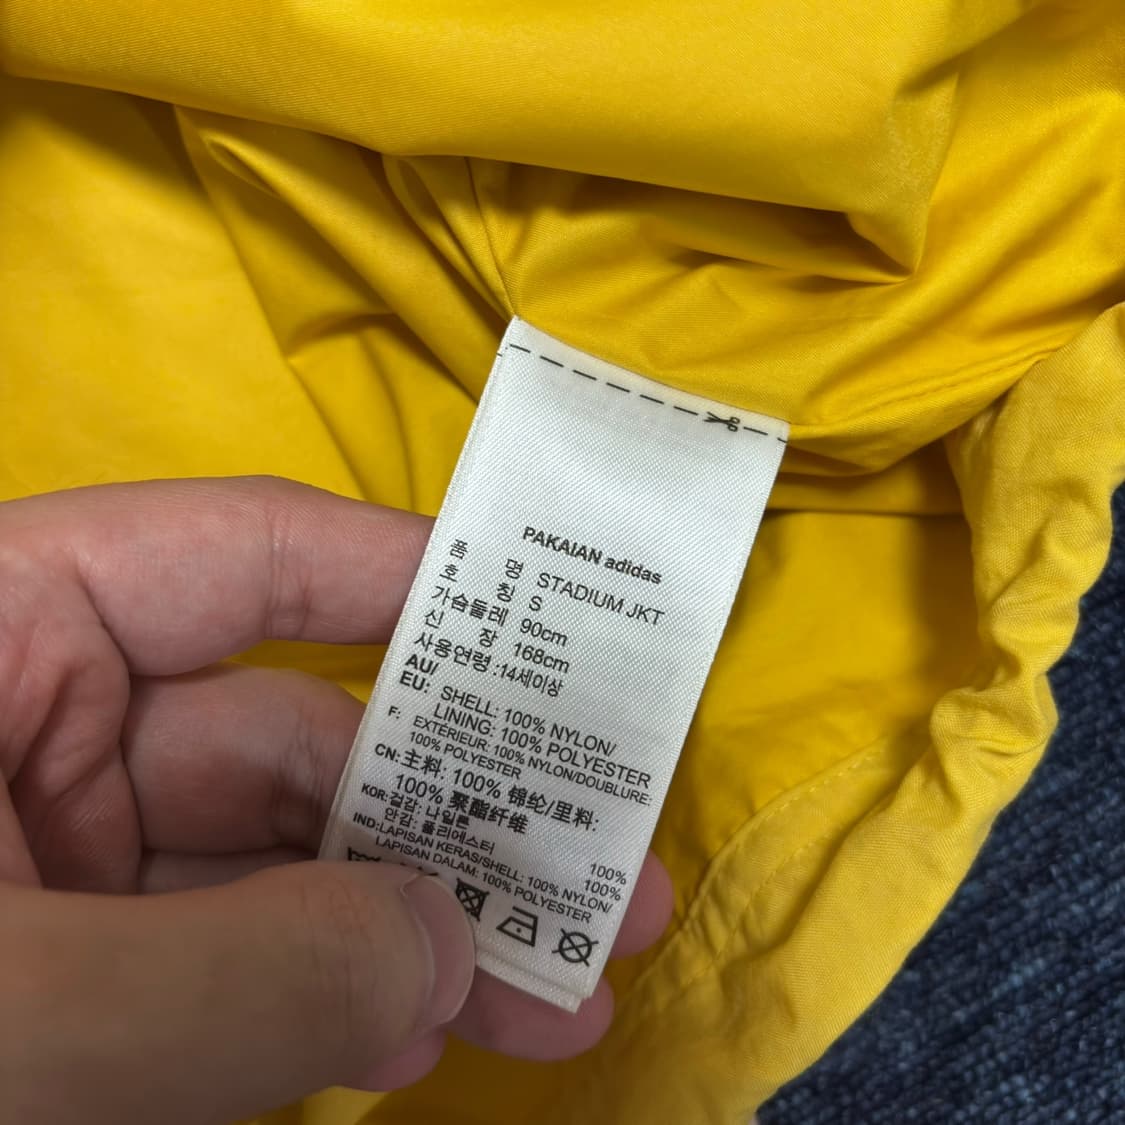 PAKAIAN adidas
품 명 STADIUM JKT
호 칭 S
가슴둘레 90cm
신 장 168cm
사용연령 :14세이상
AU/
EU: SHELL: 100% NYLON/
LINING: 100% POLYESTER
F: EXTÉRIEUR: 100% NYLON/DOUBLURE:
100% POLYESTER
CN: 主料: 100% 锦纶/里料:
100% 聚酯纤维
KOR: 겉감: 나일론 100%
안감: 폴리에스터 100%
IND: LAPISAN KERAS/SHELL: 100% NYLON/
LAPISAN DALAM: 100% POLYESTER